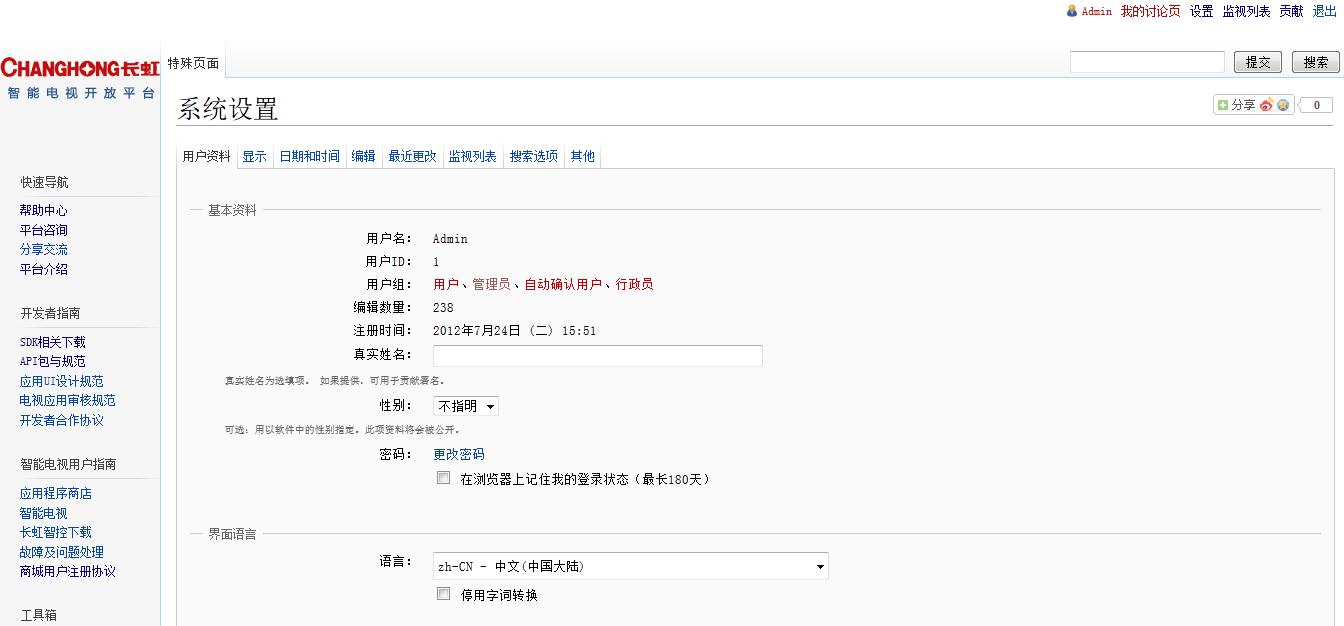 Admin 我的讨论页 设置 监视列表 贡献 退出
CHANGHONG长虹
智能电视开放平台
特殊页面
提交 搜索
系统设置
分享 0
用户资料 显示 日期和时间 编辑 最近更改 监视列表 搜索选项 其他
快速导航
帮助中心
平台咨询
分享交流
平台介绍
开发者指南
SDK相关下载
API包与规范
应用UI设计规范
电视应用审核规范
开发者合作协议
智能电视用户指南
应用程序商店
智能电视
长虹智控下载
故障及问题处理
商城用户注册协议
工具箱
基本资料
用户名： Admin
用户ID： 1
用户组： 用户、管理员、自动确认用户、行政员
编辑数量： 238
注册时间： 2012年7月24日 (二) 15:51
真实姓名：
真实姓名为选填项。 如果提供，可用于贡献署名。
性别： 不指明
可选：用以软件中的性别指定。此项资料将会被公开。
密码： 更改密码
在浏览器上记住我的登录状态（最长180天）
界面语言
语言： zh-CN - 中文(中国大陆)
停用字词转换